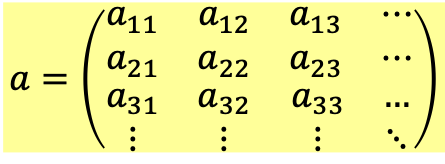 a₁₁ a₁₂ a₁₃ ⋯
a = ( a₂₁ a₂₂ a₂₃ ⋯ )
a₃₁ a₃₂ a₃₃ …
⋮ ⋮ ⋮ ⋱